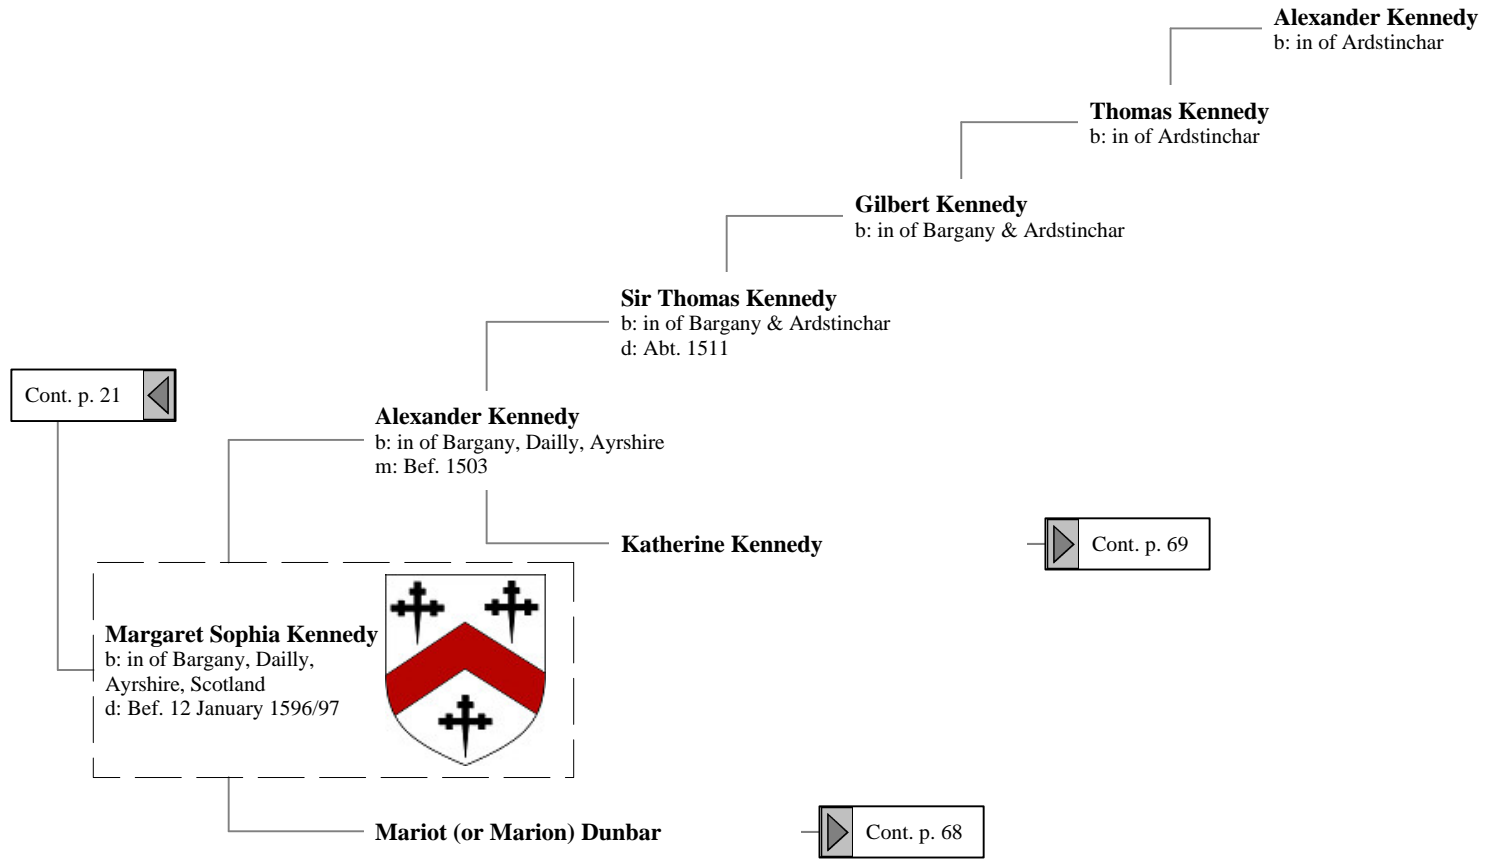 Alexander Kennedy
b: in of Ardstinchar
Thomas Kennedy
b: in of Ardstinchar
Gilbert Kennedy
b: in of Bargany & Ardstinchar
Sir Thomas Kennedy
b: in of Bargany & Ardstinchar
d: Abt. 1511
Cont. p. 21
Alexander Kennedy
b: in of Bargany, Dailly, Ayrshire
m: Bef. 1503
Katherine Kennedy
Cont. p. 69
Margaret Sophia Kennedy
b: in of Bargany, Dailly,
Ayrshire, Scotland
d: Bef. 12 January 1596/97
Mariot (or Marion) Dunbar
Cont. p. 68